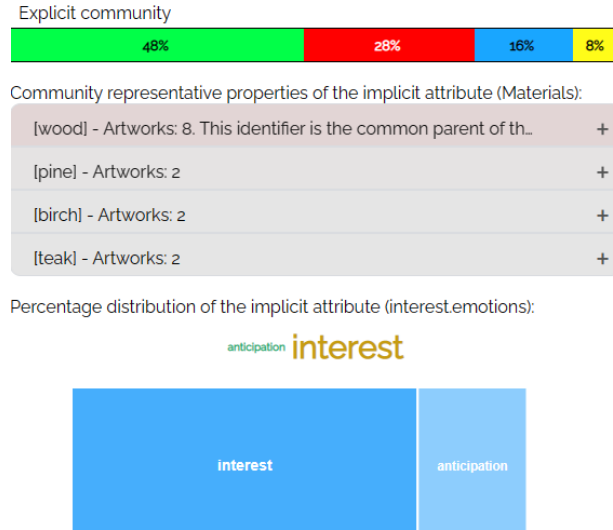 Explicit community
48% 28% 16% 8%
Community representative properties of the implicit attribute (Materials):
[wood] - Artworks: 8. This identifier is the common parent of th...
+
[pine] - Artworks: 2
+
[birch] - Artworks: 2
+
[teak] - Artworks: 2
+
Percentage distribution of the implicit attribute (interest.emotions):
anticipation interest
interest anticipation